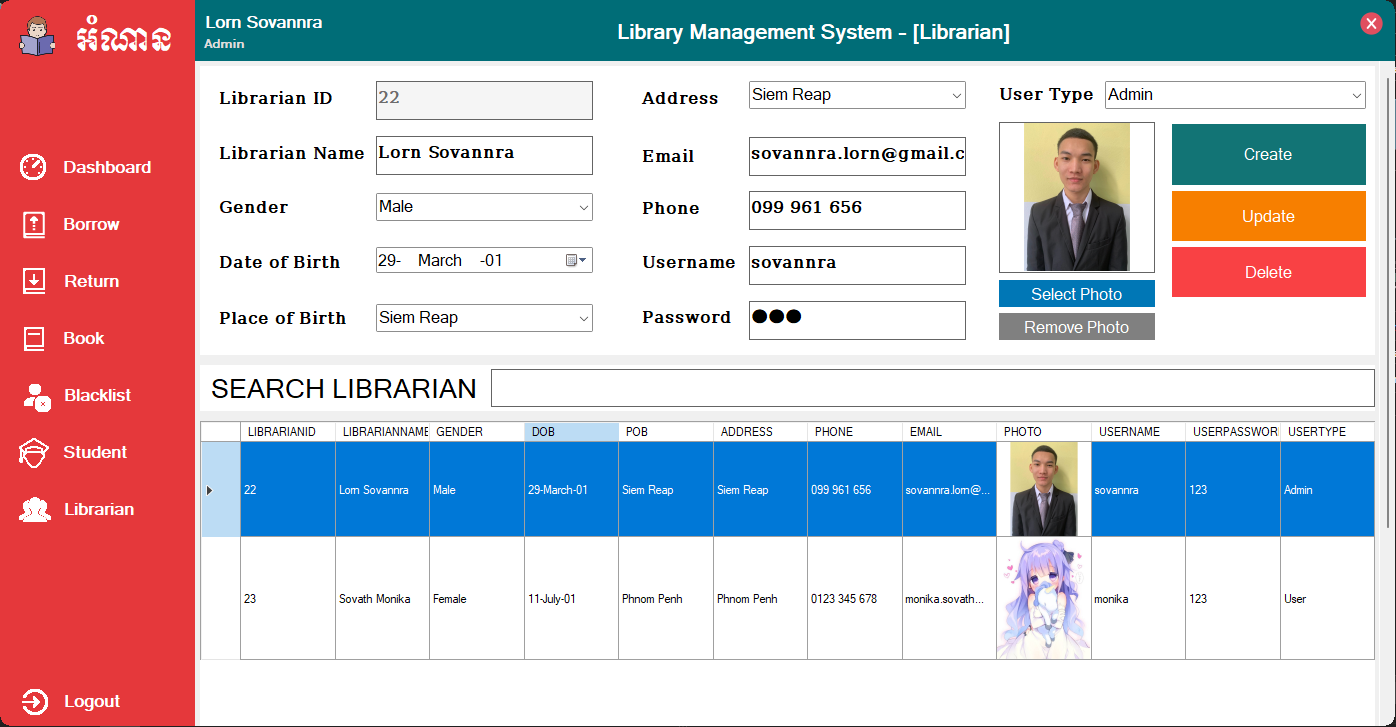 អំណាន
Lorn Sovannra
Admin
Library Management System - [Librarian]
Dashboard
Borrow
Return
Book
Blacklist
Student
Librarian
Logout
Librarian ID 22
Librarian Name Lorn Sovannra
Gender Male
Date of Birth 29- March -01
Place of Birth Siem Reap
Address Siem Reap
Email sovannra.lorn@gmail.c
Phone 099 961 656
Username sovannra
Password ●●●
User Type Admin
Select Photo
Remove Photo
Create
Update
Delete
SEARCH LIBRARIAN
LIBRARIANID LIBRARIANNAME GENDER DOB POB ADDRESS PHONE EMAIL PHOTO USERNAME USERPASSWOR USERTYPE
22 Lorn Sovannra Male 29-March-01 Siem Reap Siem Reap 099 961 656 sovannra.lorn@... sovannra 123 Admin
23 Sovath Monika Female 11-July-01 Phnom Penh Phnom Penh 0123 345 678 monika.sovath... monika 123 User